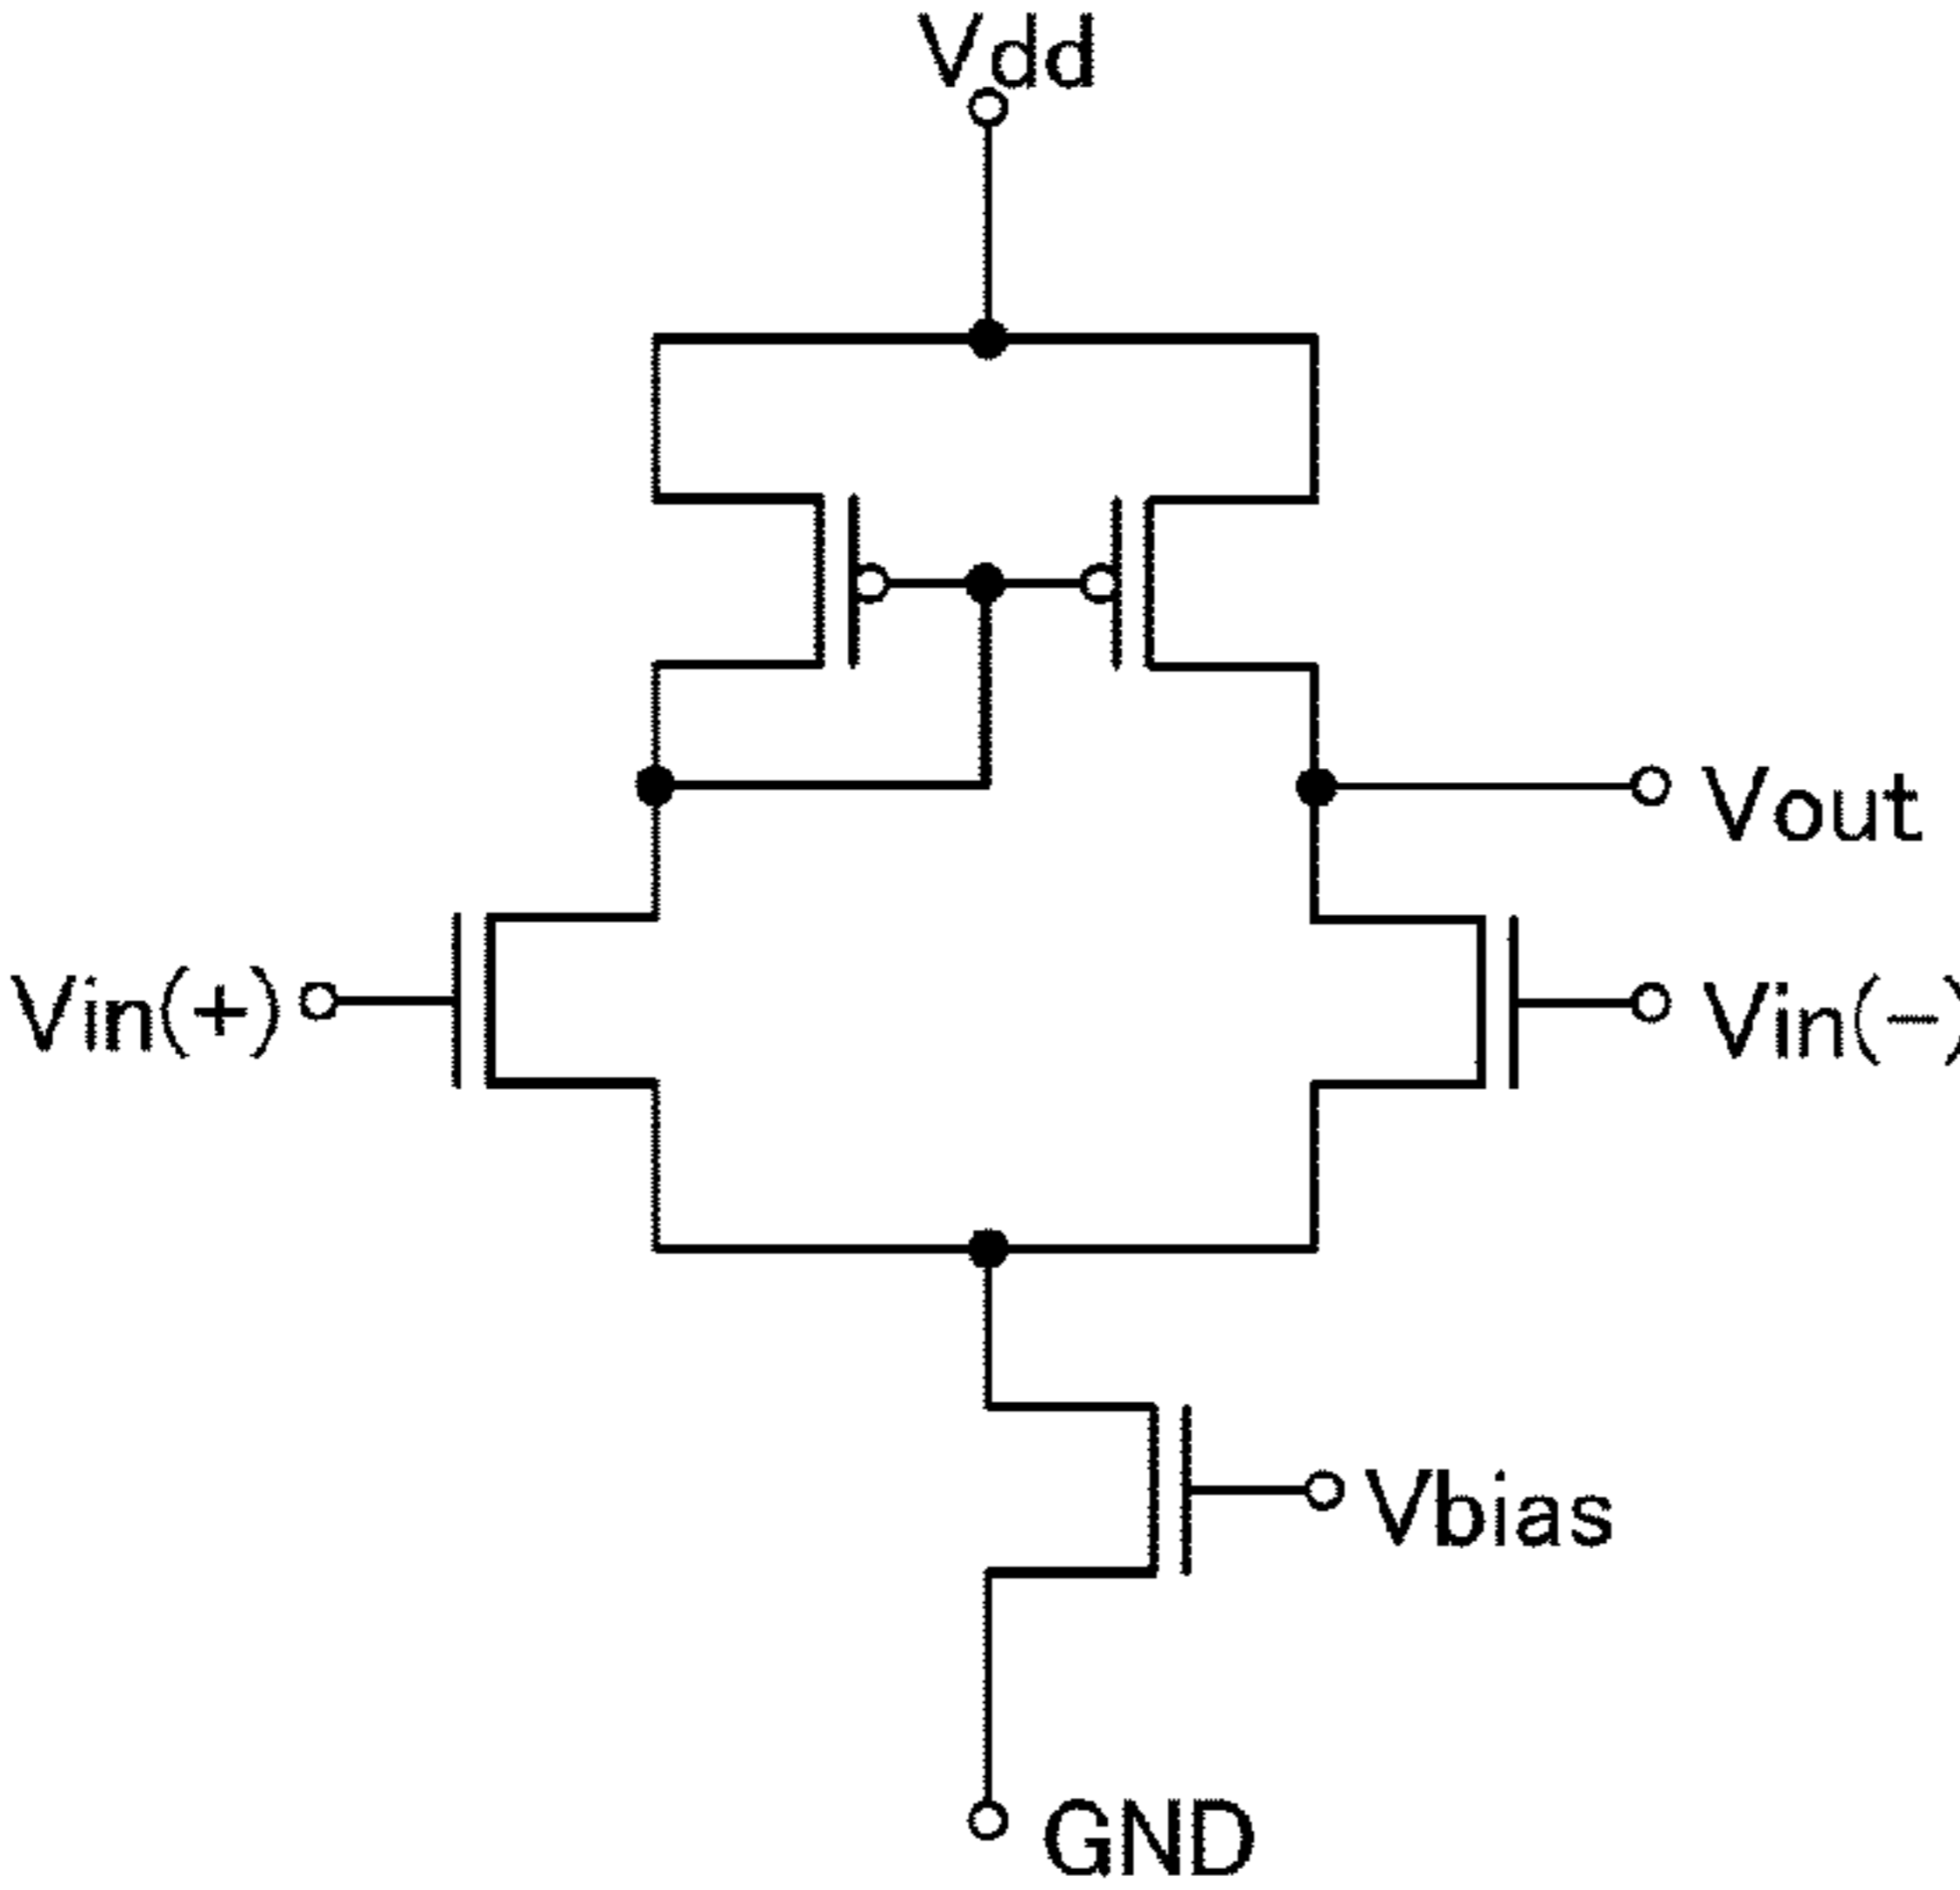 Vdd
Vout
Vin(+)
Vin(-)
Vbias
GND